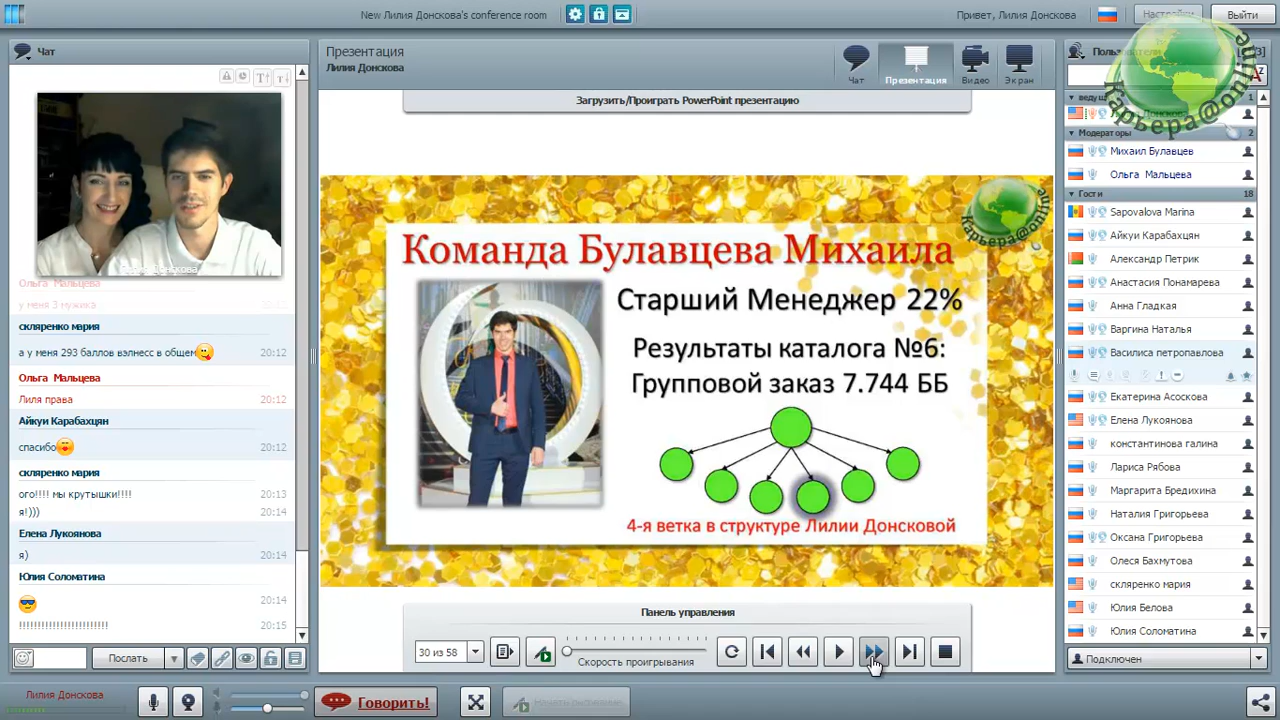 New Лилия Донскова's conference room
Привет, Лилия Донскова
Настройки
Выйти
Чат
Ольга Мальцева
у меня 3 мужика
скляренко мария
а у меня 293 баллов вэлнесс в общем
20:12
Ольга Мальцева
Лиля права
20:12
Айкуи Карабахцян
спасибо
20:12
скляренко мария
ого!!!! мы крутышки!!!!
20:13
я!)))
20:14
Елена Лукоянова
я)
20:14
Юлия Соломатина
20:14
!!!!!!!!!!!!!!!!!!!!!!!!
20:15
Послать
Презентация
Лилия Донскова
Чат
Презентация
Видео
Экран
Загрузить/Проиграть PowerPoint презентацию
Команда Булавцева Михаила
Старший Менеджер 22%
Результаты каталога №6:
Групповой заказ 7.744 ББ
4-я ветка в структуре Лилии Донсковой
Панель управления
30 из 58
Скорость проигрывания
Карьера@online
Модераторы
2
Михаил Булавцев
Ольга Мальцева
Гости
18
Sapovalova Marina
Айкуи Карабахцян
Александр Петрик
Анастасия Понамарева
Анна Гладкая
Варгина Наталья
Василиса петропавлова
Екатерина Асоскова
Елена Лукоянова
константинова галина
Лариса Рябова
Маргарита Бредихина
Наталия Григорьева
Оксана Григорьева
Олеся Бахмутова
скляренко мария
Юлия Белова
Юлия Соломатина
Подключен
Лилия Донскова
Говорить!